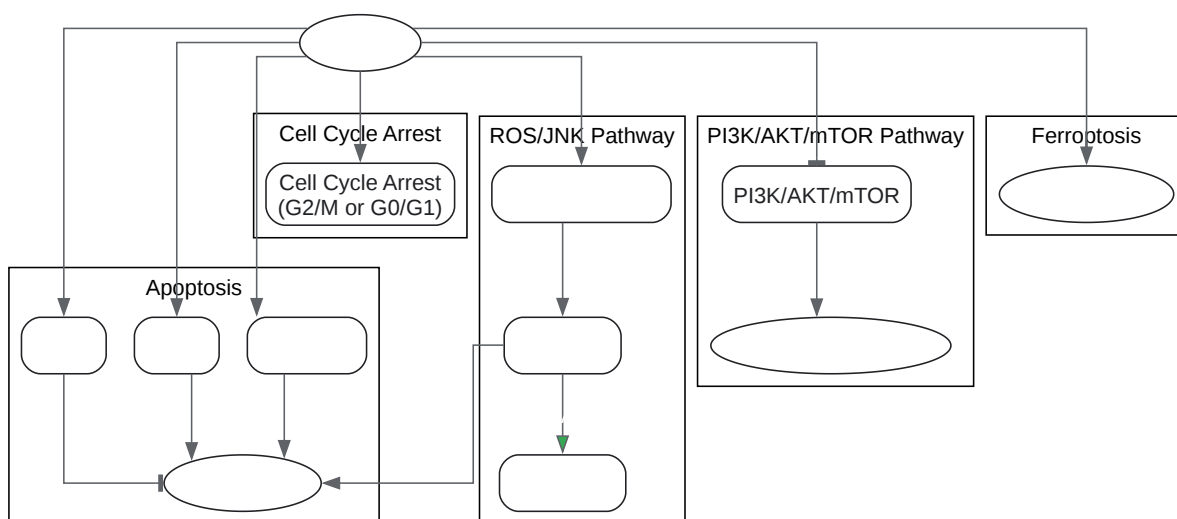 Cell Cycle Arrest
ROS/JNK Pathway
PI3K/AKT/mTOR Pathway
Ferroptosis
Cell Cycle Arrest
(G2/M or G0/G1)
PI3K/AKT/mTOR
Apoptosis